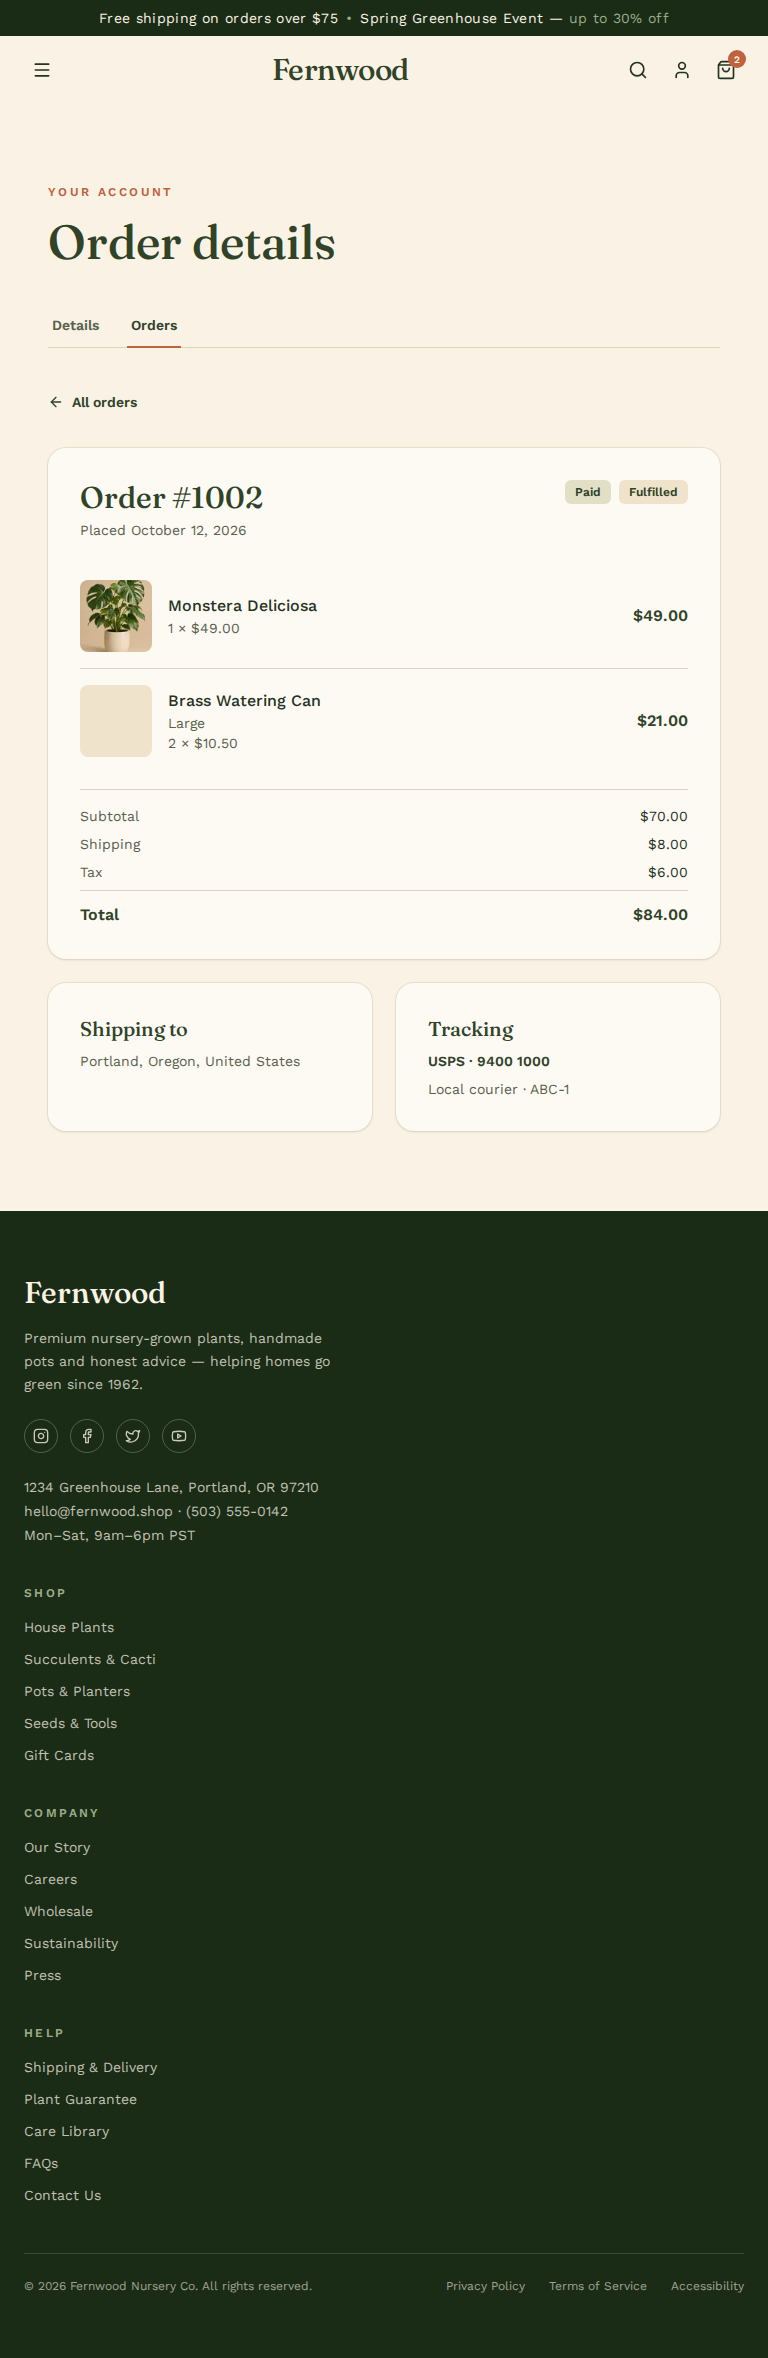 Free shipping on orders over $75 • Spring Greenhouse Event — up to 30% off
Fernwood
2
YOUR ACCOUNT
Order details
Details
Orders
All orders
Order #1002
Paid
Fulfilled
Placed October 12, 2026
Monstera Deliciosa
1 × $49.00
$49.00
Brass Watering Can
Large
2 × $10.50
$21.00
Subtotal $70.00
Shipping $8.00
Tax $6.00
Total $84.00
Shipping to
Portland, Oregon, United States
Tracking
USPS · 9400 1000
Local courier · ABC-1
Fernwood
Premium nursery-grown plants, handmade
pots and honest advice — helping homes go
green since 1962.
1234 Greenhouse Lane, Portland, OR 97210
hello@fernwood.shop · (503) 555-0142
Mon–Sat, 9am–6pm PST
SHOP
House Plants
Succulents & Cacti
Pots & Planters
Seeds & Tools
Gift Cards
COMPANY
Our Story
Careers
Wholesale
Sustainability
Press
HELP
Shipping & Delivery
Plant Guarantee
Care Library
FAQs
Contact Us
© 2026 Fernwood Nursery Co. All rights reserved.
Privacy Policy
Terms of Service
Accessibility